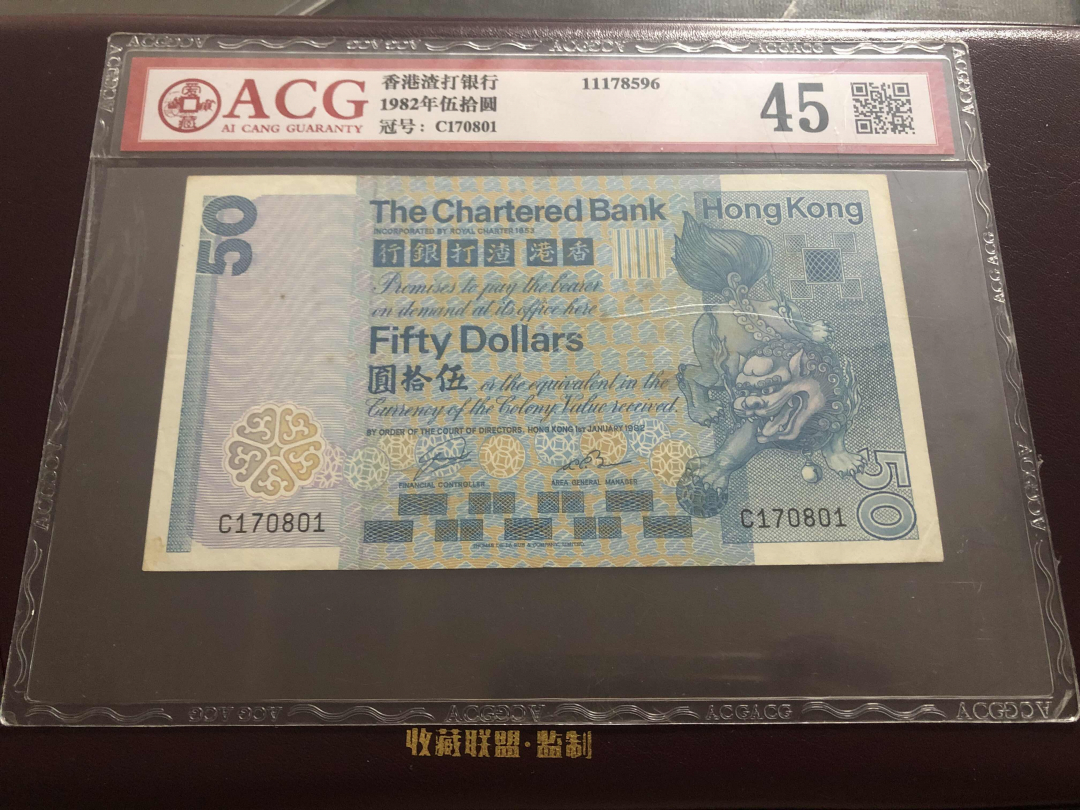 ACG
AI CANG GUARANTY
香港渣打银行
1982年伍拾圆
冠号: C170801
11178596
45
50
The Chartered Bank
INCORPORATED BY ROYAL CHARTER 1853
行銀打渣港香
Promises to pay the bearer
on demand at its office here
Fifty Dollars
圓拾伍 or the equivalent in the
Currency of the Colony Value received.
BY ORDER OF THE COURT OF DIRECTORS, HONG KONG 1ST JANUARY 1982
FINANCIAL CONTROLLER
AREA GENERAL MANAGER
Hong Kong
C170801
C170801
50
收藏联盟·监制